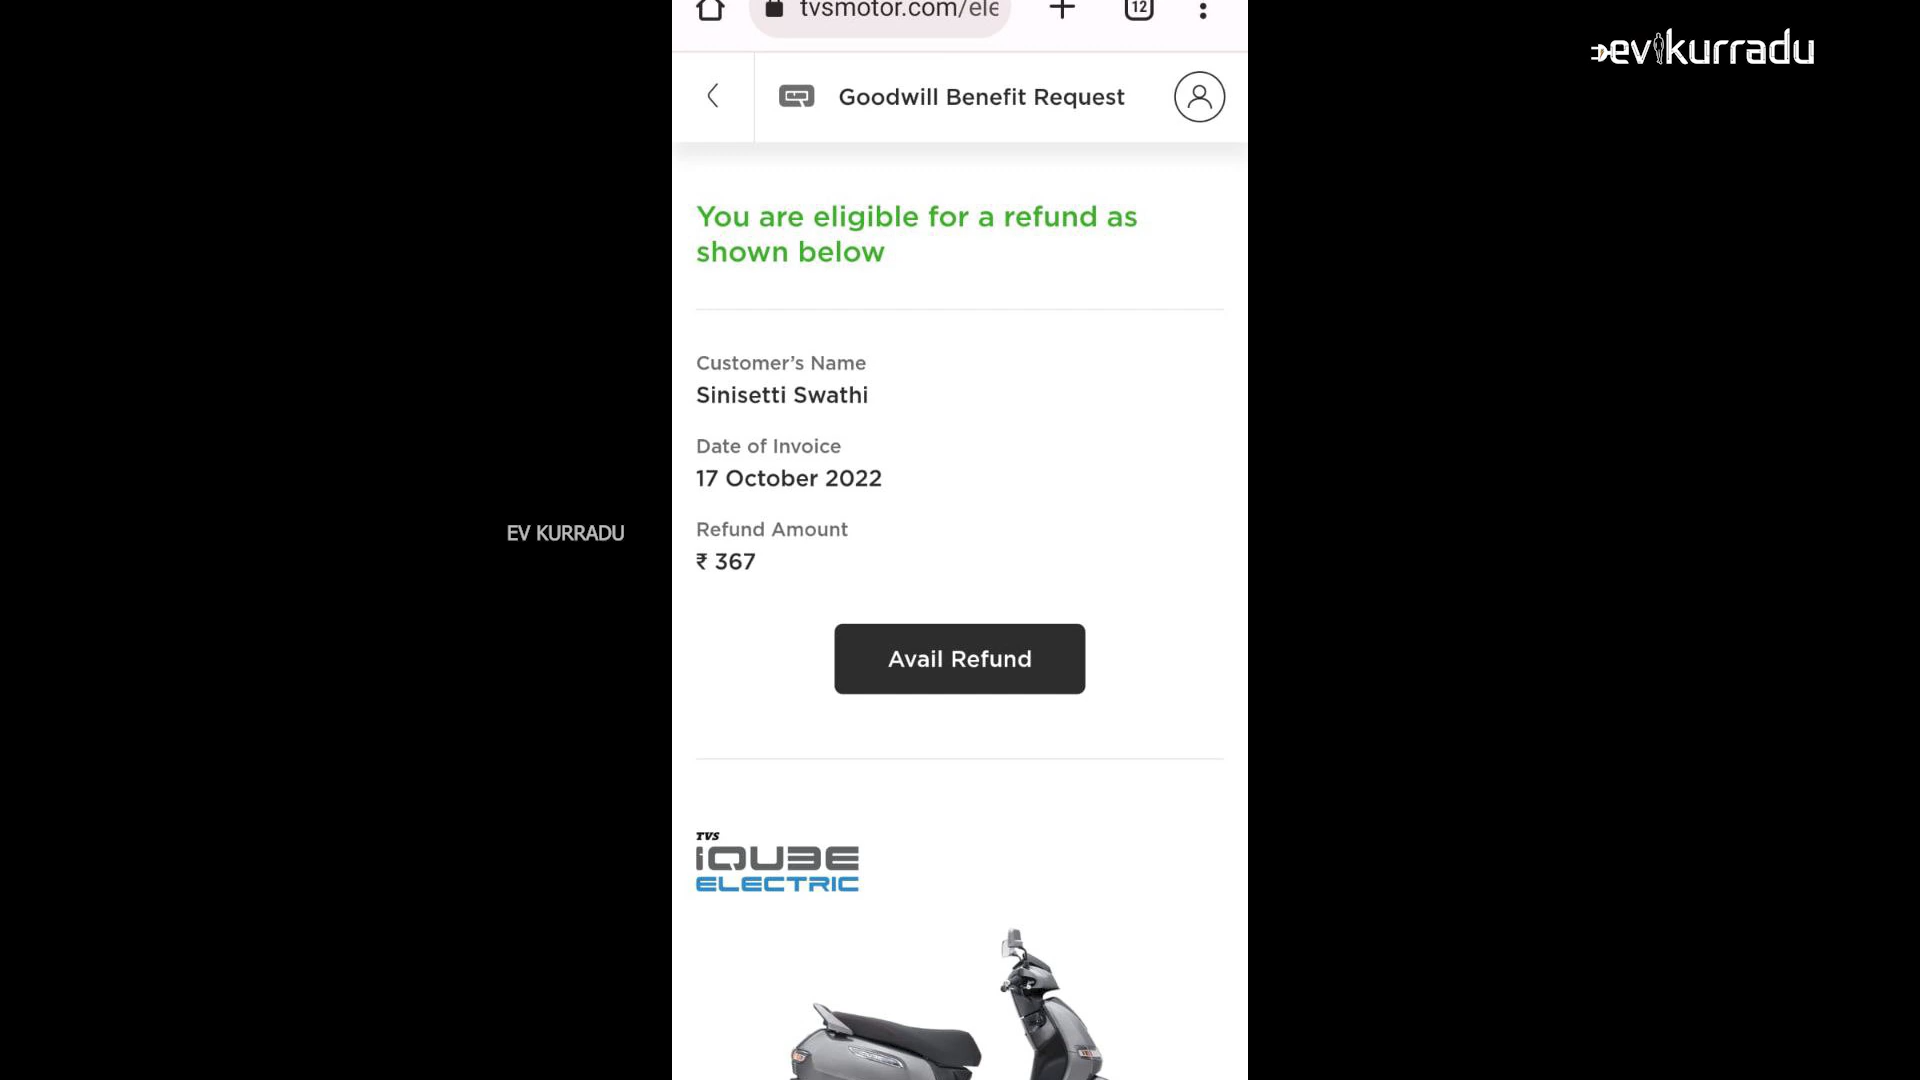 tvsmotor.com/ele
12
evkurradu
Goodwill Benefit Request
You are eligible for a refund as
shown below
Customer’s Name
Sinisetti Swathi
Date of Invoice
17 October 2022
EV KURRADU
Refund Amount
₹ 367
Avail Refund
TVS
iQUBE
ELECTRIC